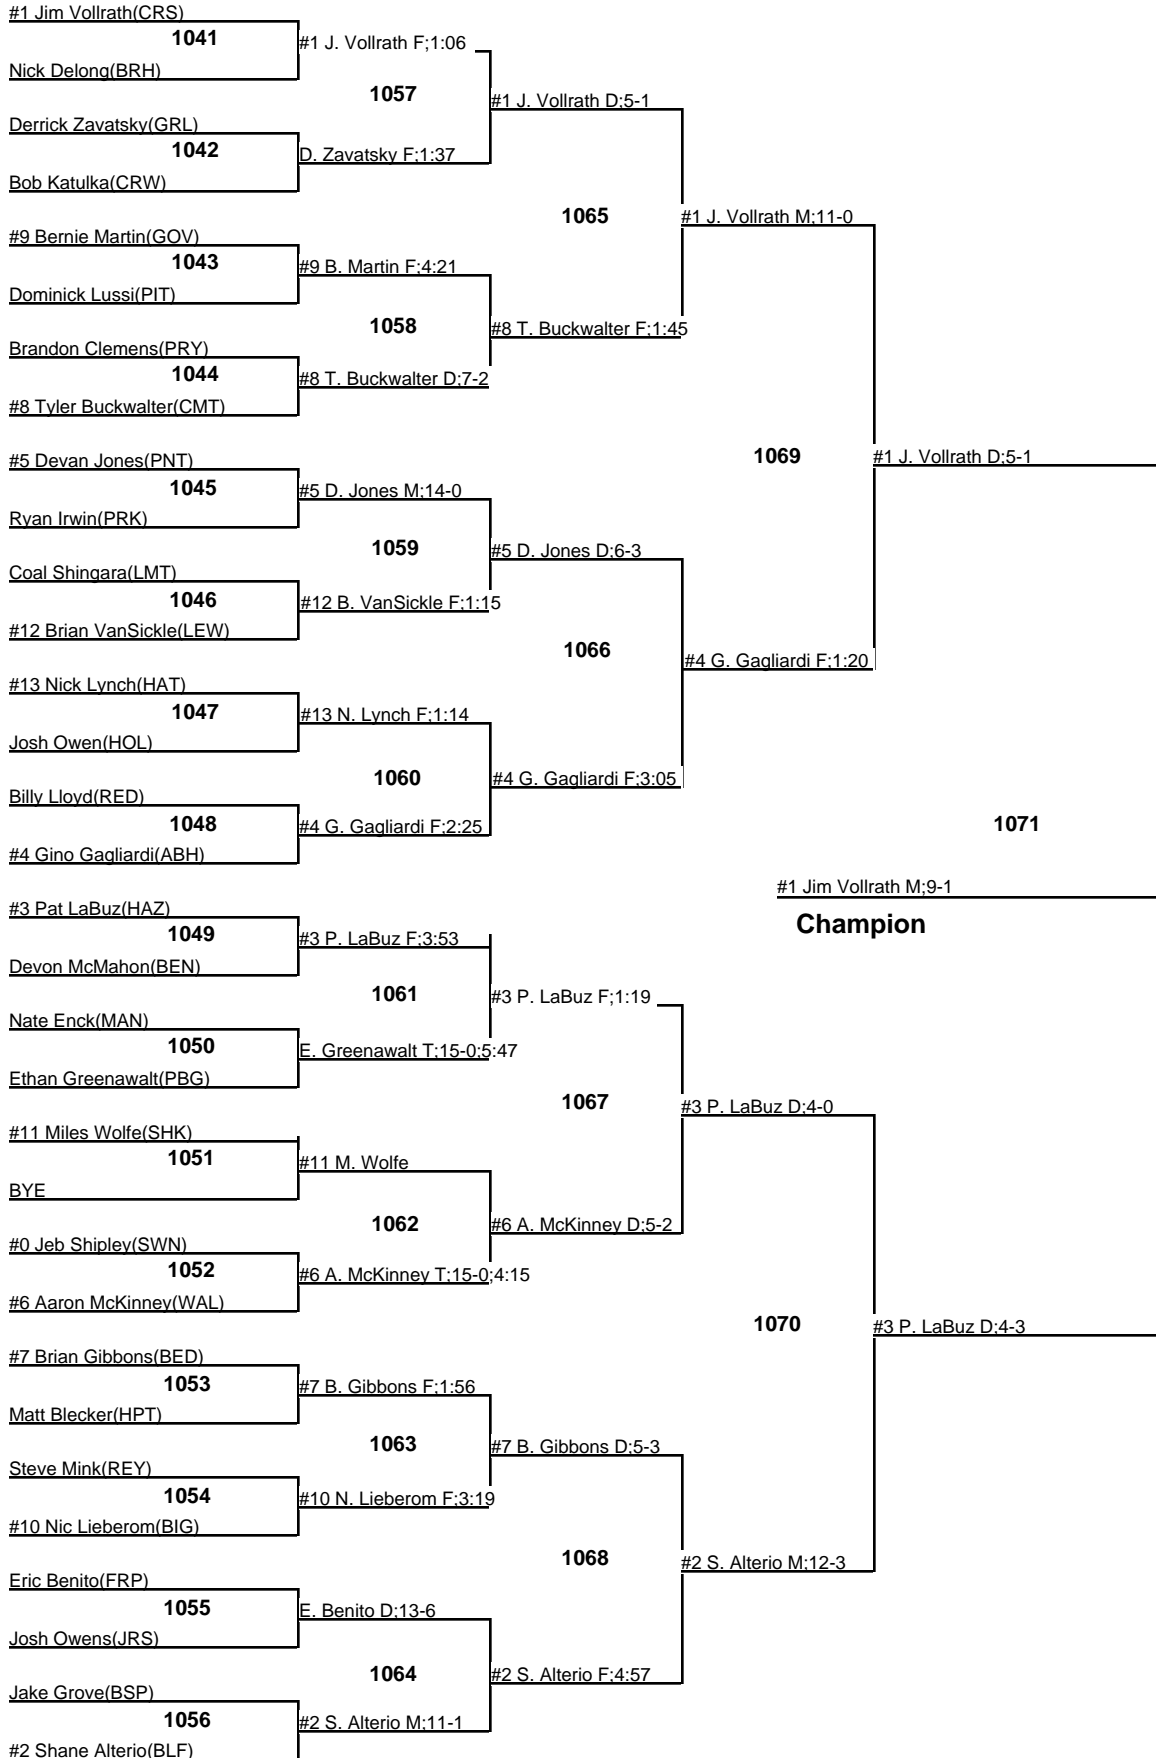 #1 Jim Vollrath(CRS)
1041
#1 J. Vollrath F;1:06
Nick Delong(BRH)
1057
#1 J. Vollrath D;5-1
Derrick Zavatsky(GRL)
1042
D. Zavatsky F;1:37
Bob Katulka(CRW)
1065
#1 J. Vollrath M;11-0
#9 Bernie Martin(GOV)
1043
#9 B. Martin F;4:21
Dominick Lussi(PIT)
1058
#8 T. Buckwalter F;1:45
Brandon Clemens(PRY)
1044
#8 T. Buckwalter D;7-2
#8 Tyler Buckwalter(CMT)
1069
#1 J. Vollrath D;5-1
#5 Devan Jones(PNT)
1045
#5 D. Jones M;14-0
Ryan Irwin(PRK)
1059
#5 D. Jones D;6-3
Coal Shingara(LMT)
1046
#12 B. VanSickle F;1:15
#12 Brian VanSickle(LEW)
1066
#4 G. Gagliardi F;1:20
#13 Nick Lynch(HAT)
1047
#13 N. Lynch F;1:14
Josh Owen(HOL)
1060
#4 G. Gagliardi F;3:05
Billy Lloyd(RED)
1048
#4 G. Gagliardi F;2:25
#4 Gino Gagliardi(ABH)
1071
#1 Jim Vollrath M;9-1
Champion
#3 Pat LaBuz(HAZ)
1049
#3 P. LaBuz F;3:53
Devon McMahon(BEN)
1061
#3 P. LaBuz F;1:19
Nate Enck(MAN)
1050
E. Greenawalt T;15-0;5:47
Ethan Greenawalt(PBG)
1067
#3 P. LaBuz D;4-0
#11 Miles Wolfe(SHK)
1051
#11 M. Wolfe
BYE
1062
#6 A. McKinney D;5-2
#0 Jeb Shipley(SWN)
1052
#6 A. McKinney T;15-0;4:15
#6 Aaron McKinney(WAL)
1070
#3 P. LaBuz D;4-3
#7 Brian Gibbons(BED)
1053
#7 B. Gibbons F;1:56
Matt Blecker(HPT)
1063
#7 B. Gibbons D;5-3
Steve Mink(REY)
1054
#10 N. Lieberom F;3:19
#10 Nic Lieberom(BIG)
1068
#2 S. Alterio M;12-3
Eric Benito(FRP)
1055
E. Benito D;13-6
Josh Owens(JRS)
1064
#2 S. Alterio F;4:57
Jake Grove(BSP)
1056
#2 S. Alterio M;11-1
#2 Shane Alterio(BLF)